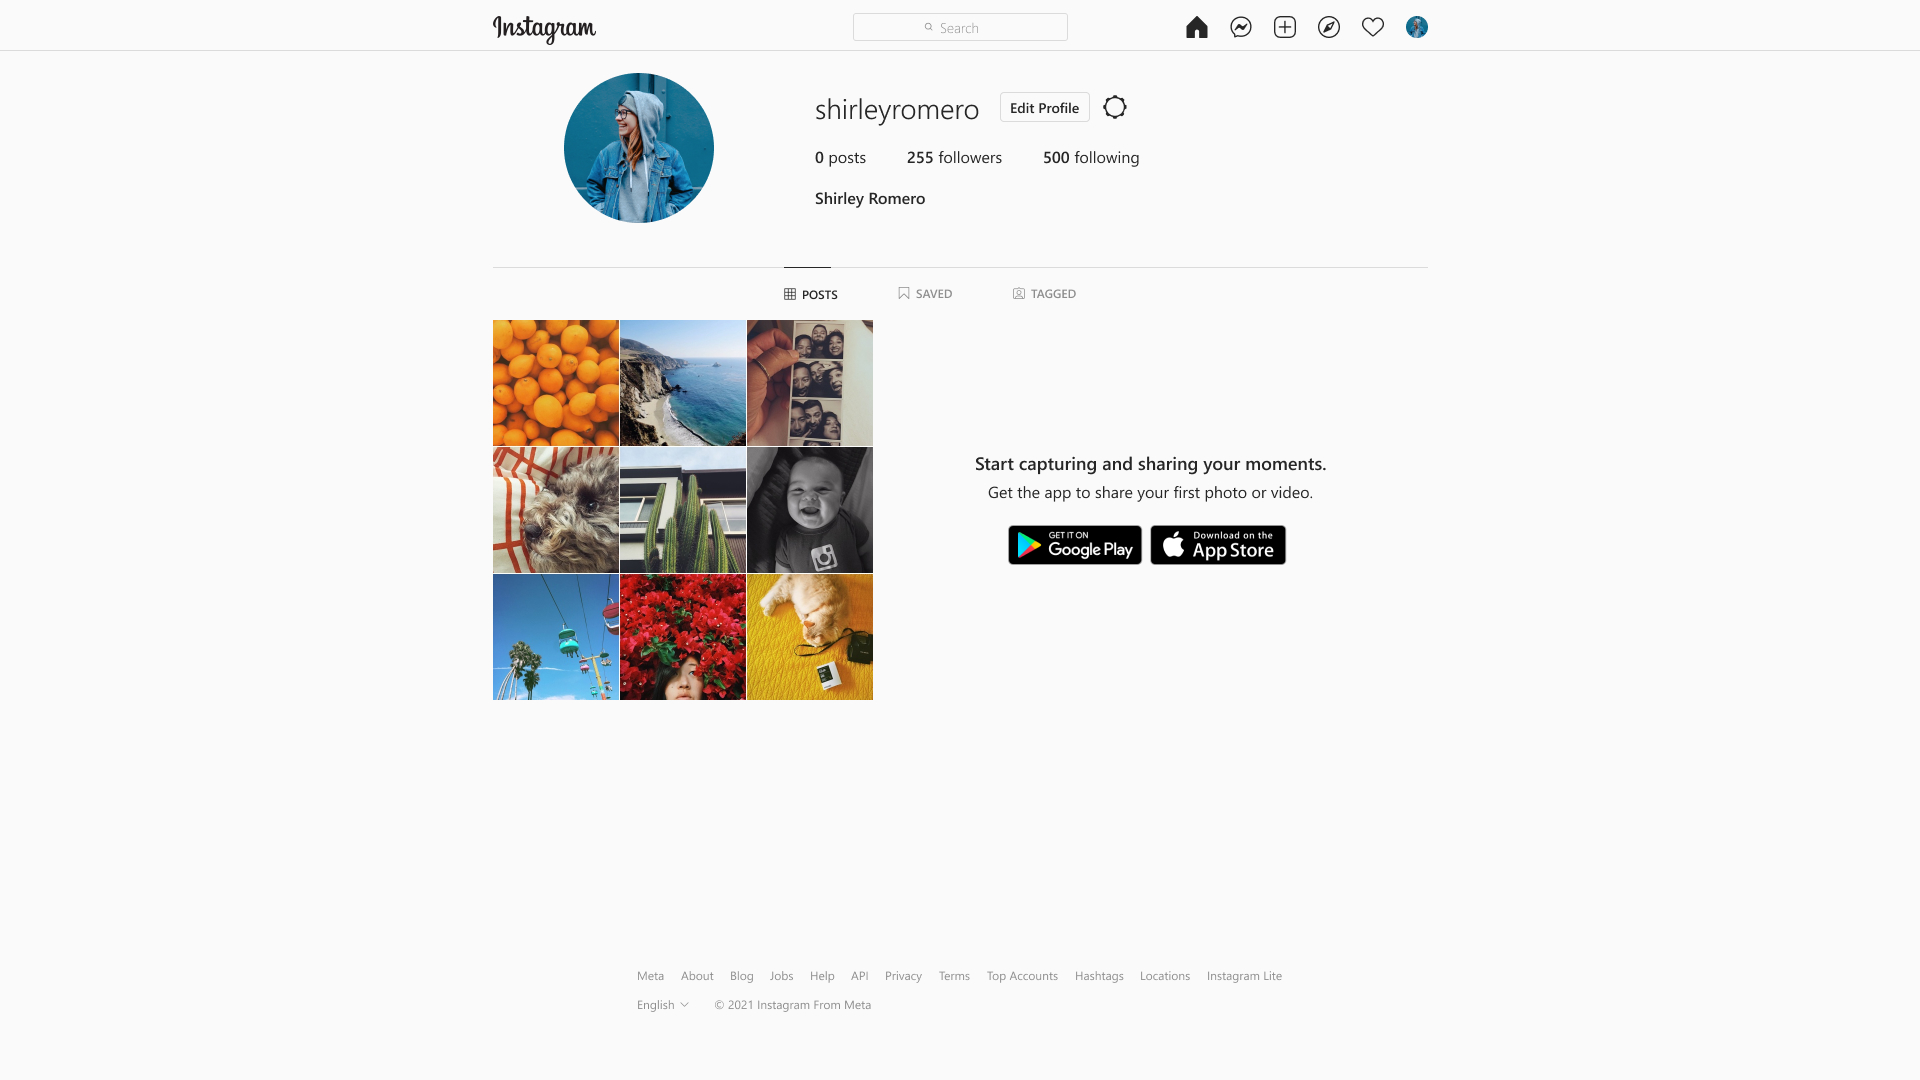 Instagram
Search
shirleyromero
Edit Profile
0 posts 255 followers 500 following
Shirley Romero
POSTS SAVED TAGGED
Start capturing and sharing your moments.
Get the app to share your first photo or video.
GET IT ON
Google Play
Download on the
App Store
Meta About Blog Jobs Help API Privacy Terms Top Accounts Hashtags Locations Instagram Lite
English © 2021 Instagram From Meta